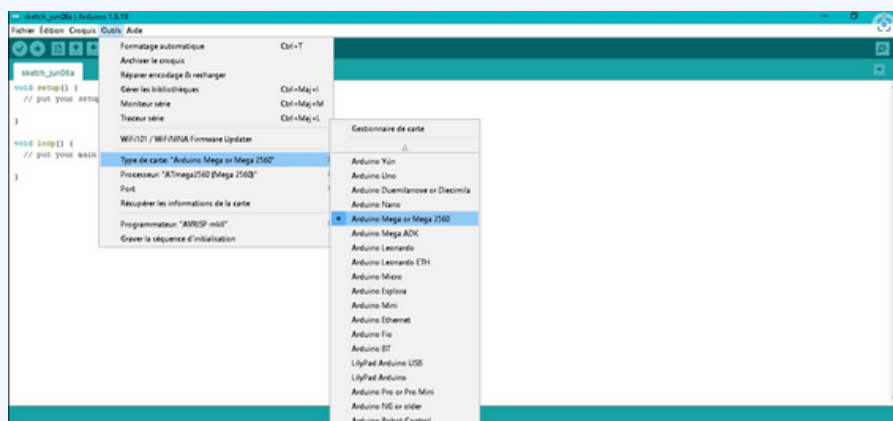 sketch_jun06a | Arduino 1.8.19
Fichier Édition Croquis Outils Aide
sketch_jun06a
void setup() {
// put your setup
}
void loop() {
// put your main
}
Formatage automatique Ctrl+T
Archiver le croquis
Réparer encodage & recharger
Gérer les bibliothèques Ctrl+Maj+I
Moniteur série Ctrl+Maj+M
Traceur série Ctrl+Maj+L
WiFi101 / WiFiNINA Firmware Updater
Type de carte: "Arduino Mega or Mega 2560"
Processeur: "ATmega2560 (Mega 2560)"
Port
Récupérer les informations de la carte
Programmateur: "AVRISP mkII"
Graver la séquence d'initialisation
Gestionnaire de carte
Arduino Yún
Arduino Uno
Arduino Duemilanove or Diecimila
Arduino Nano
Arduino Mega or Mega 2560
Arduino Mega ADK
Arduino Leonardo
Arduino Leonardo ETH
Arduino Micro
Arduino Esplora
Arduino Mini
Arduino Ethernet
Arduino Fio
Arduino BT
LilyPad Arduino USB
LilyPad Arduino
Arduino Pro or Pro Mini
Arduino NG or older
Arduino Robot Control